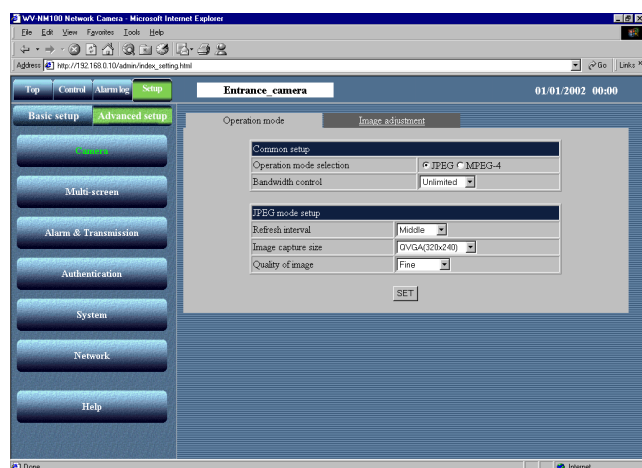 WV-NM100 Network Camera - Microsoft Internet Explorer
File Edit View Favorites Tools Help
Address http://192.168.0.10/admin/index_setting.html Go Links »
Top Control Alarm log Setup Entrance_camera 01/01/2002 00:00
Basic setup Advanced setup
Operation mode Image adjustment
Camera
Common setup
Operation mode selection JPEG MPEG-4
Bandwidth control Unlimited
Multi-screen
JPEG mode setup
Alarm & Transmission
Refresh interval Middle
Image capture size QVGA(320x240)
Quality of image Fine
Authentication
SET
System
Network
Help
Done Internet